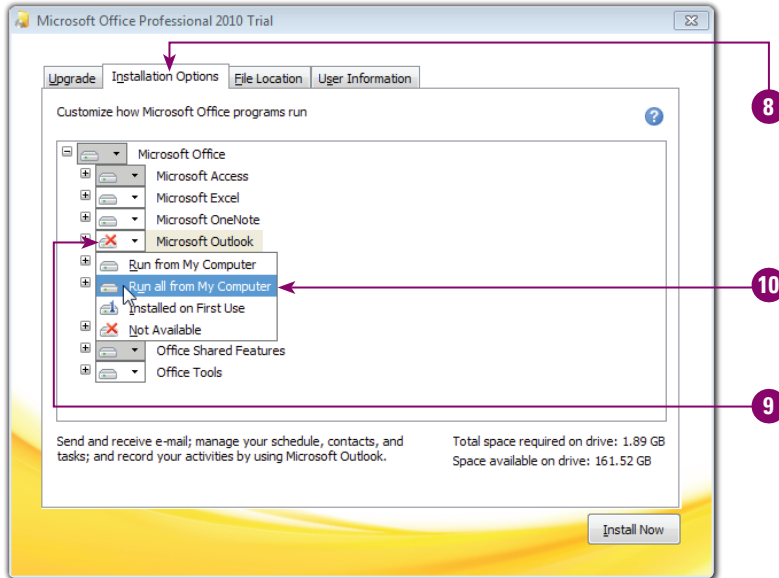 Microsoft Office Professional 2010 Trial
8
Upgrade Installation Options File Location User Information
Customize how Microsoft Office programs run
?
Microsoft Office
Microsoft Access
Microsoft Excel
Microsoft OneNote
Microsoft Outlook
Run from My Computer
Run all from My Computer
10
Installed on First Use
Not Available
Office Shared Features
Office Tools
9
Send and receive e-mail; manage your schedule, contacts, and
tasks; and record your activities by using Microsoft Outlook.
Total space required on drive: 1.89 GB
Space available on drive: 161.52 GB
Install Now